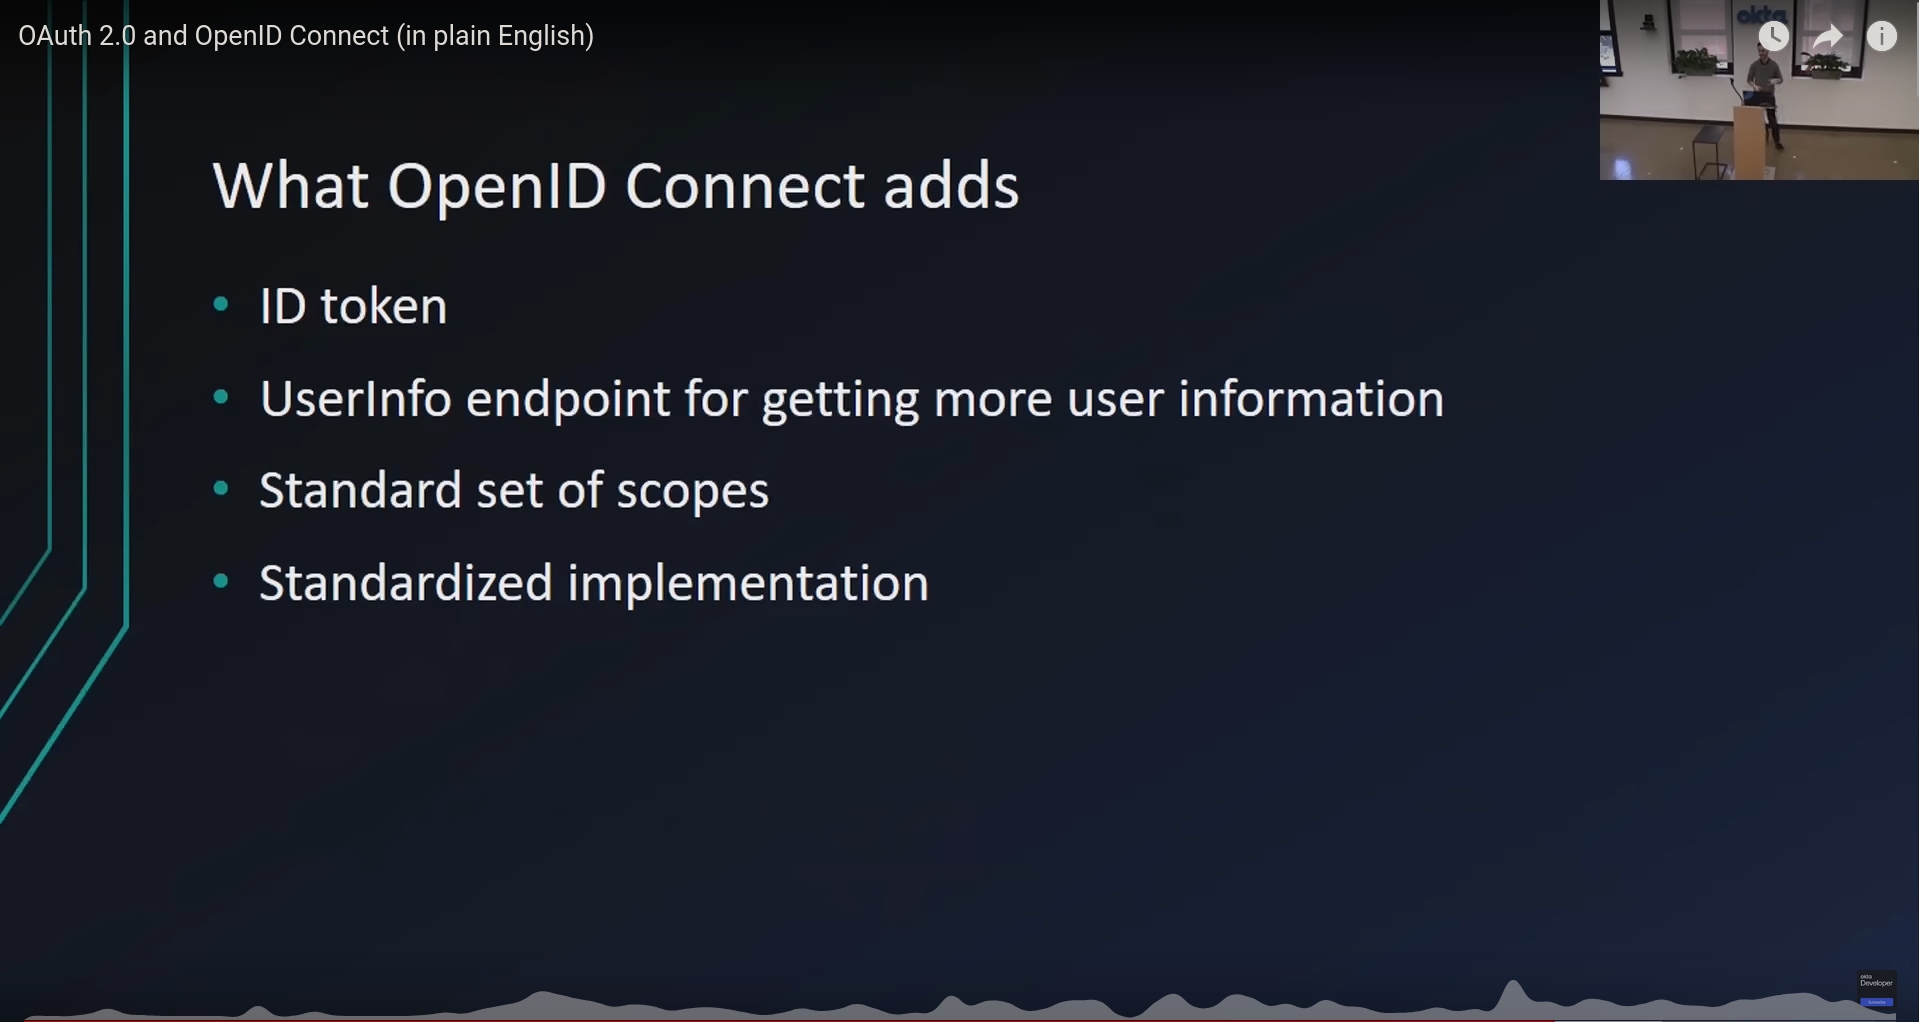 OAuth 2.0 and OpenID Connect (in plain English)
okta
What OpenID Connect adds
• ID token
• UserInfo endpoint for getting more user information
• Standard set of scopes
• Standardized implementation
okta
Developer